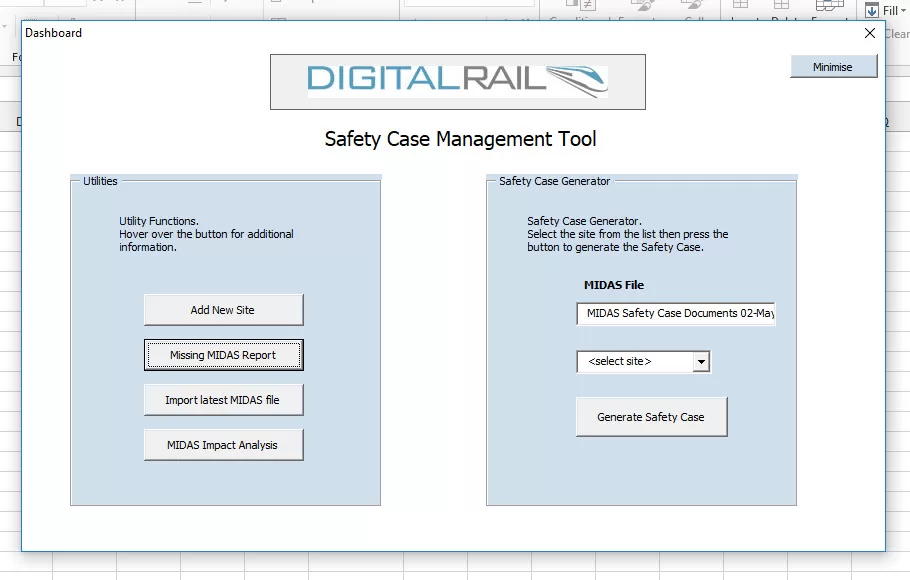 Fill
Dashboard
Clear
Minimise
DIGITALRAIL
Safety Case Management Tool
Utilities
Utility Functions.
Hover over the button for additional
information.
Add New Site
Missing MIDAS Report
Import latest MIDAS file
MIDAS Impact Analysis
Safety Case Generator
Safety Case Generator.
Select the site from the list then press the
button to generate the Safety Case.
MIDAS File
MIDAS Safety Case Documents 02-May
<select site>
Generate Safety Case